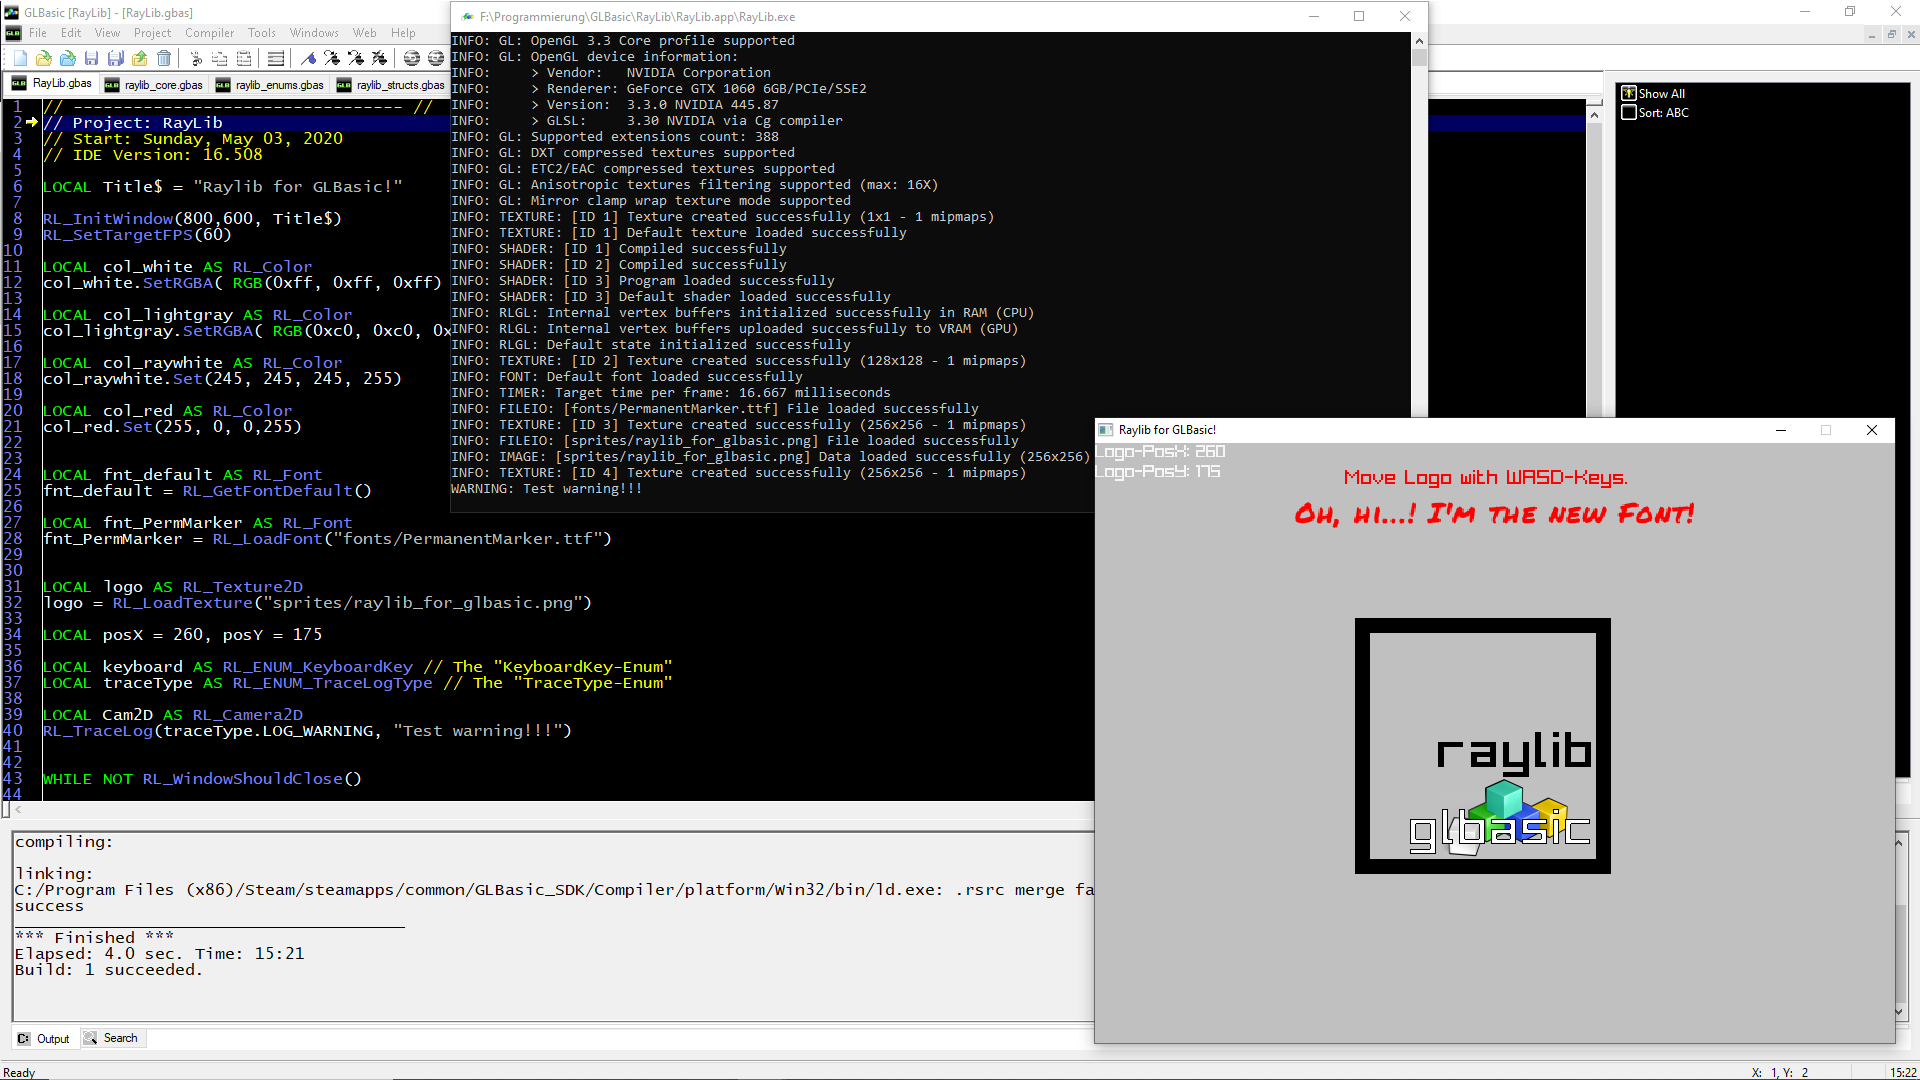 GLBasic [RayLib] - [RayLib.gbas]
File Edit View Project Compiler Tools Windows Web Help
RayLib.gbas raylib_core.gbas raylib_enums.gbas raylib_structs.gbas
1 // --------------------------------- //
2 // Project: RayLib
3 // Start: Sunday, May 03, 2020
4 // IDE Version: 16.508
5
6 LOCAL Title$ = "Raylib for GLBasic!"
7
8 RL_InitWindow(800,600, Title$)
9 RL_SetTargetFPS(60)
10
11 LOCAL col_white AS RL_Color
12 col_white.SetRGBA( RGB(0xff, 0xff, 0xff)
13
14 LOCAL col_lightgray AS RL_Color
15 col_lightgray.SetRGBA( RGB(0xc0, 0xc0, 0x
16
17 LOCAL col_raywhite AS RL_Color
18 col_raywhite.Set(245, 245, 245, 255)
19
20 LOCAL col_red AS RL_Color
21 col_red.Set(255, 0, 0,255)
22
23
24 LOCAL fnt_default AS RL_Font
25 fnt_default = RL_GetFontDefault()
26
27 LOCAL fnt_PermMarker AS RL_Font
28 fnt_PermMarker = RL_LoadFont("fonts/PermanentMarker.ttf")
29
30
31 LOCAL logo AS RL_Texture2D
32 logo = RL_LoadTexture("sprites/raylib_for_glbasic.png")
33
34 LOCAL posX = 260, posY = 175
35
36 LOCAL keyboard AS RL_ENUM_KeyboardKey // The "KeyboardKey-Enum"
37 LOCAL traceType AS RL_ENUM_TraceLogType // The "TraceType-Enum"
38
39 LOCAL Cam2D AS RL_Camera2D
40 RL_TraceLog(traceType.LOG_WARNING, "Test warning!!!")
41
42
43 WHILE NOT RL_WindowShouldClose()
44
F:\Programmierung\GLBasic\RayLib\RayLib.app\RayLib.exe
INFO: GL: OpenGL 3.3 Core profile supported
INFO: GL: OpenGL device information:
INFO:     > Vendor:   NVIDIA Corporation
INFO:     > Renderer: GeForce GTX 1060 6GB/PCIe/SSE2
INFO:     > Version:  3.3.0 NVIDIA 445.87
INFO:     > GLSL:     3.30 NVIDIA via Cg compiler
INFO: GL: Supported extensions count: 388
INFO: GL: DXT compressed textures supported
INFO: GL: ETC2/EAC compressed textures supported
INFO: GL: Anisotropic textures filtering supported (max: 16X)
INFO: GL: Mirror clamp wrap texture mode supported
INFO: TEXTURE: [ID 1] Texture created successfully (1x1 - 1 mipmaps)
INFO: TEXTURE: [ID 1] Default texture loaded successfully
INFO: SHADER: [ID 1] Compiled successfully
INFO: SHADER: [ID 2] Compiled successfully
INFO: SHADER: [ID 3] Program loaded successfully
INFO: SHADER: [ID 3] Default shader loaded successfully
INFO: RLGL: Internal vertex buffers initialized successfully in RAM (CPU)
INFO: RLGL: Internal vertex buffers uploaded successfully to VRAM (GPU)
INFO: RLGL: Default state initialized successfully
INFO: TEXTURE: [ID 2] Texture created successfully (128x128 - 1 mipmaps)
INFO: FONT: Default font loaded successfully
INFO: TIMER: Target time per frame: 16.667 milliseconds
INFO: FILEIO: [fonts/PermanentMarker.ttf] File loaded successfully
INFO: TEXTURE: [ID 3] Texture created successfully (256x256 - 1 mipmaps)
INFO: FILEIO: [sprites/raylib_for_glbasic.png] File loaded successfully
INFO: IMAGE: [sprites/raylib_for_glbasic.png] Data loaded successfully (256x256)
INFO: TEXTURE: [ID 4] Texture created successfully (256x256 - 1 mipmaps)
WARNING: Test warning!!!
Show All
Sort: ABC
Raylib for GLBasic!
Logo-PosX: 260
Logo-PosY: 175
Move Logo with WASD-Keys.
Oh, hi...! I'm the new Font!
raylib
glbasic
compiling:
linking:
C:/Program Files (x86)/Steam/steamapps/common/GLBasic_SDK/Compiler/platform/Win32/bin/ld.exe: .rsrc merge fa
success
_______________________________________
*** Finished ***
Elapsed: 4.0 sec. Time: 15:21
Build: 1 succeeded.
Output Search
Ready X: 1, Y: 2 15:22